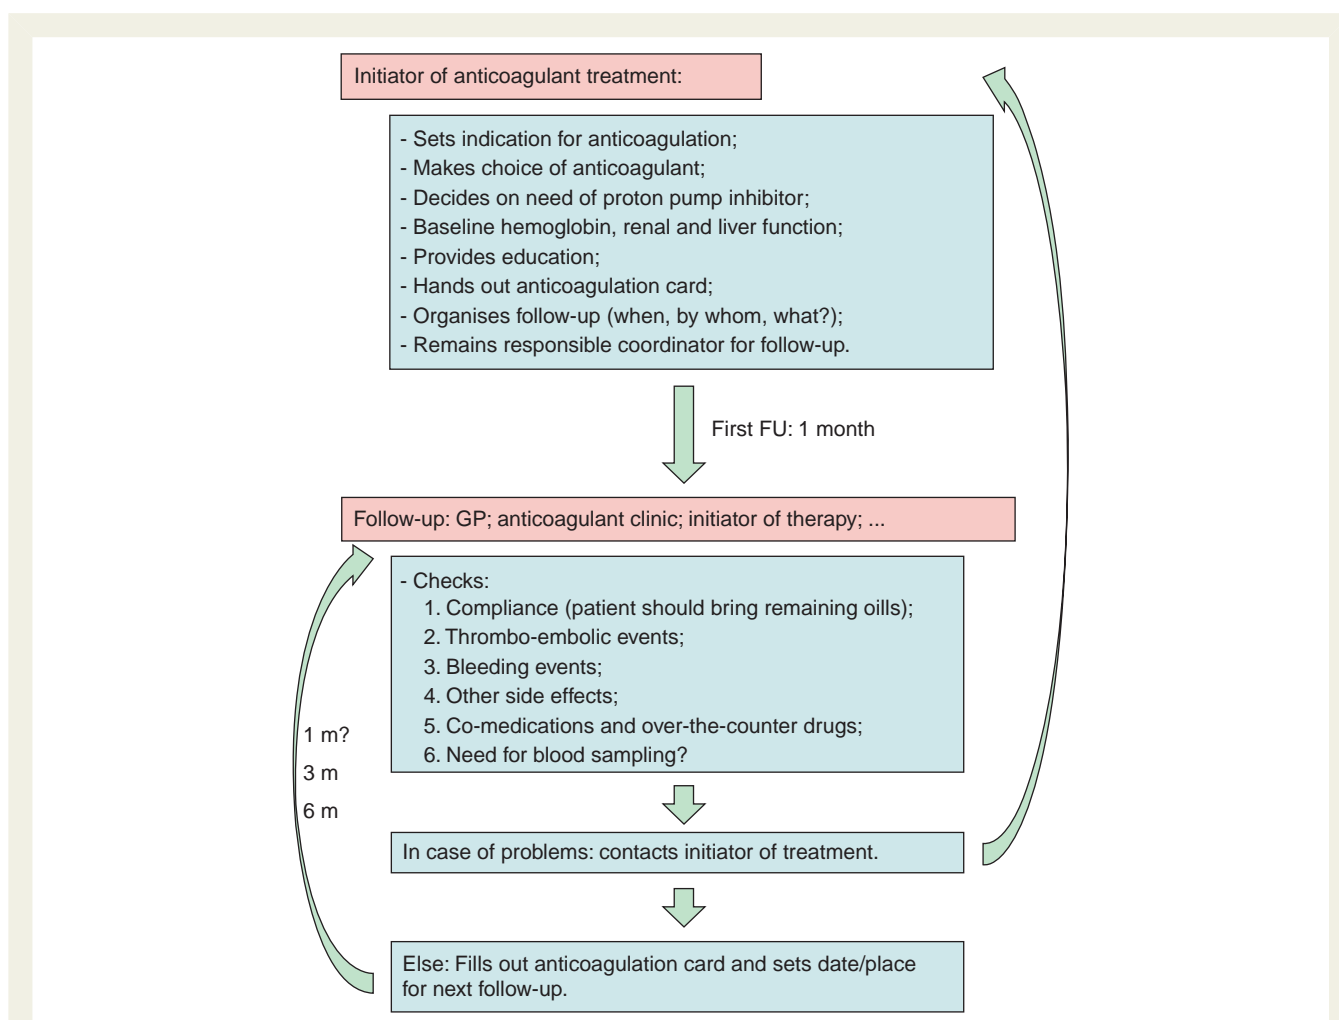 Initiator of anticoagulant treatment:
- Sets indication for anticoagulation;
- Makes choice of anticoagulant;
- Decides on need of proton pump inhibitor;
- Baseline hemoglobin, renal and liver function;
- Provides education;
- Hands out anticoagulation card;
- Organises follow-up (when, by whom, what?);
- Remains responsible coordinator for follow-up.
First FU: 1 month
Follow-up: GP; anticoagulant clinic; initiator of therapy; ...
- Checks:
1. Compliance (patient should bring remaining oills);
2. Thrombo-embolic events;
3. Bleeding events;
4. Other side effects;
5. Co-medications and over-the-counter drugs;
6. Need for blood sampling?
1 m?
3 m
6 m
In case of problems: contacts initiator of treatment.
Else: Fills out anticoagulation card and sets date/place
for next follow-up.